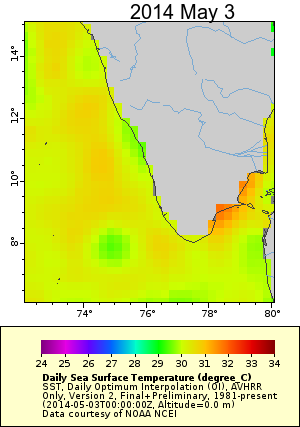 2014 May 3
14°
12°
10°
8°
74°
76°
78°
80°
24 25 26 27 28 29 30 31 32 33 34
Daily Sea Surface Temperature (degree_C)
SST, Daily Optimum Interpolation (OI), AVHRR
Only, Version 2, Final+Preliminary, 1981-present
(2014-05-03T00:00:00Z, Altitude=0.0 m)
Data courtesy of NOAA NCEI